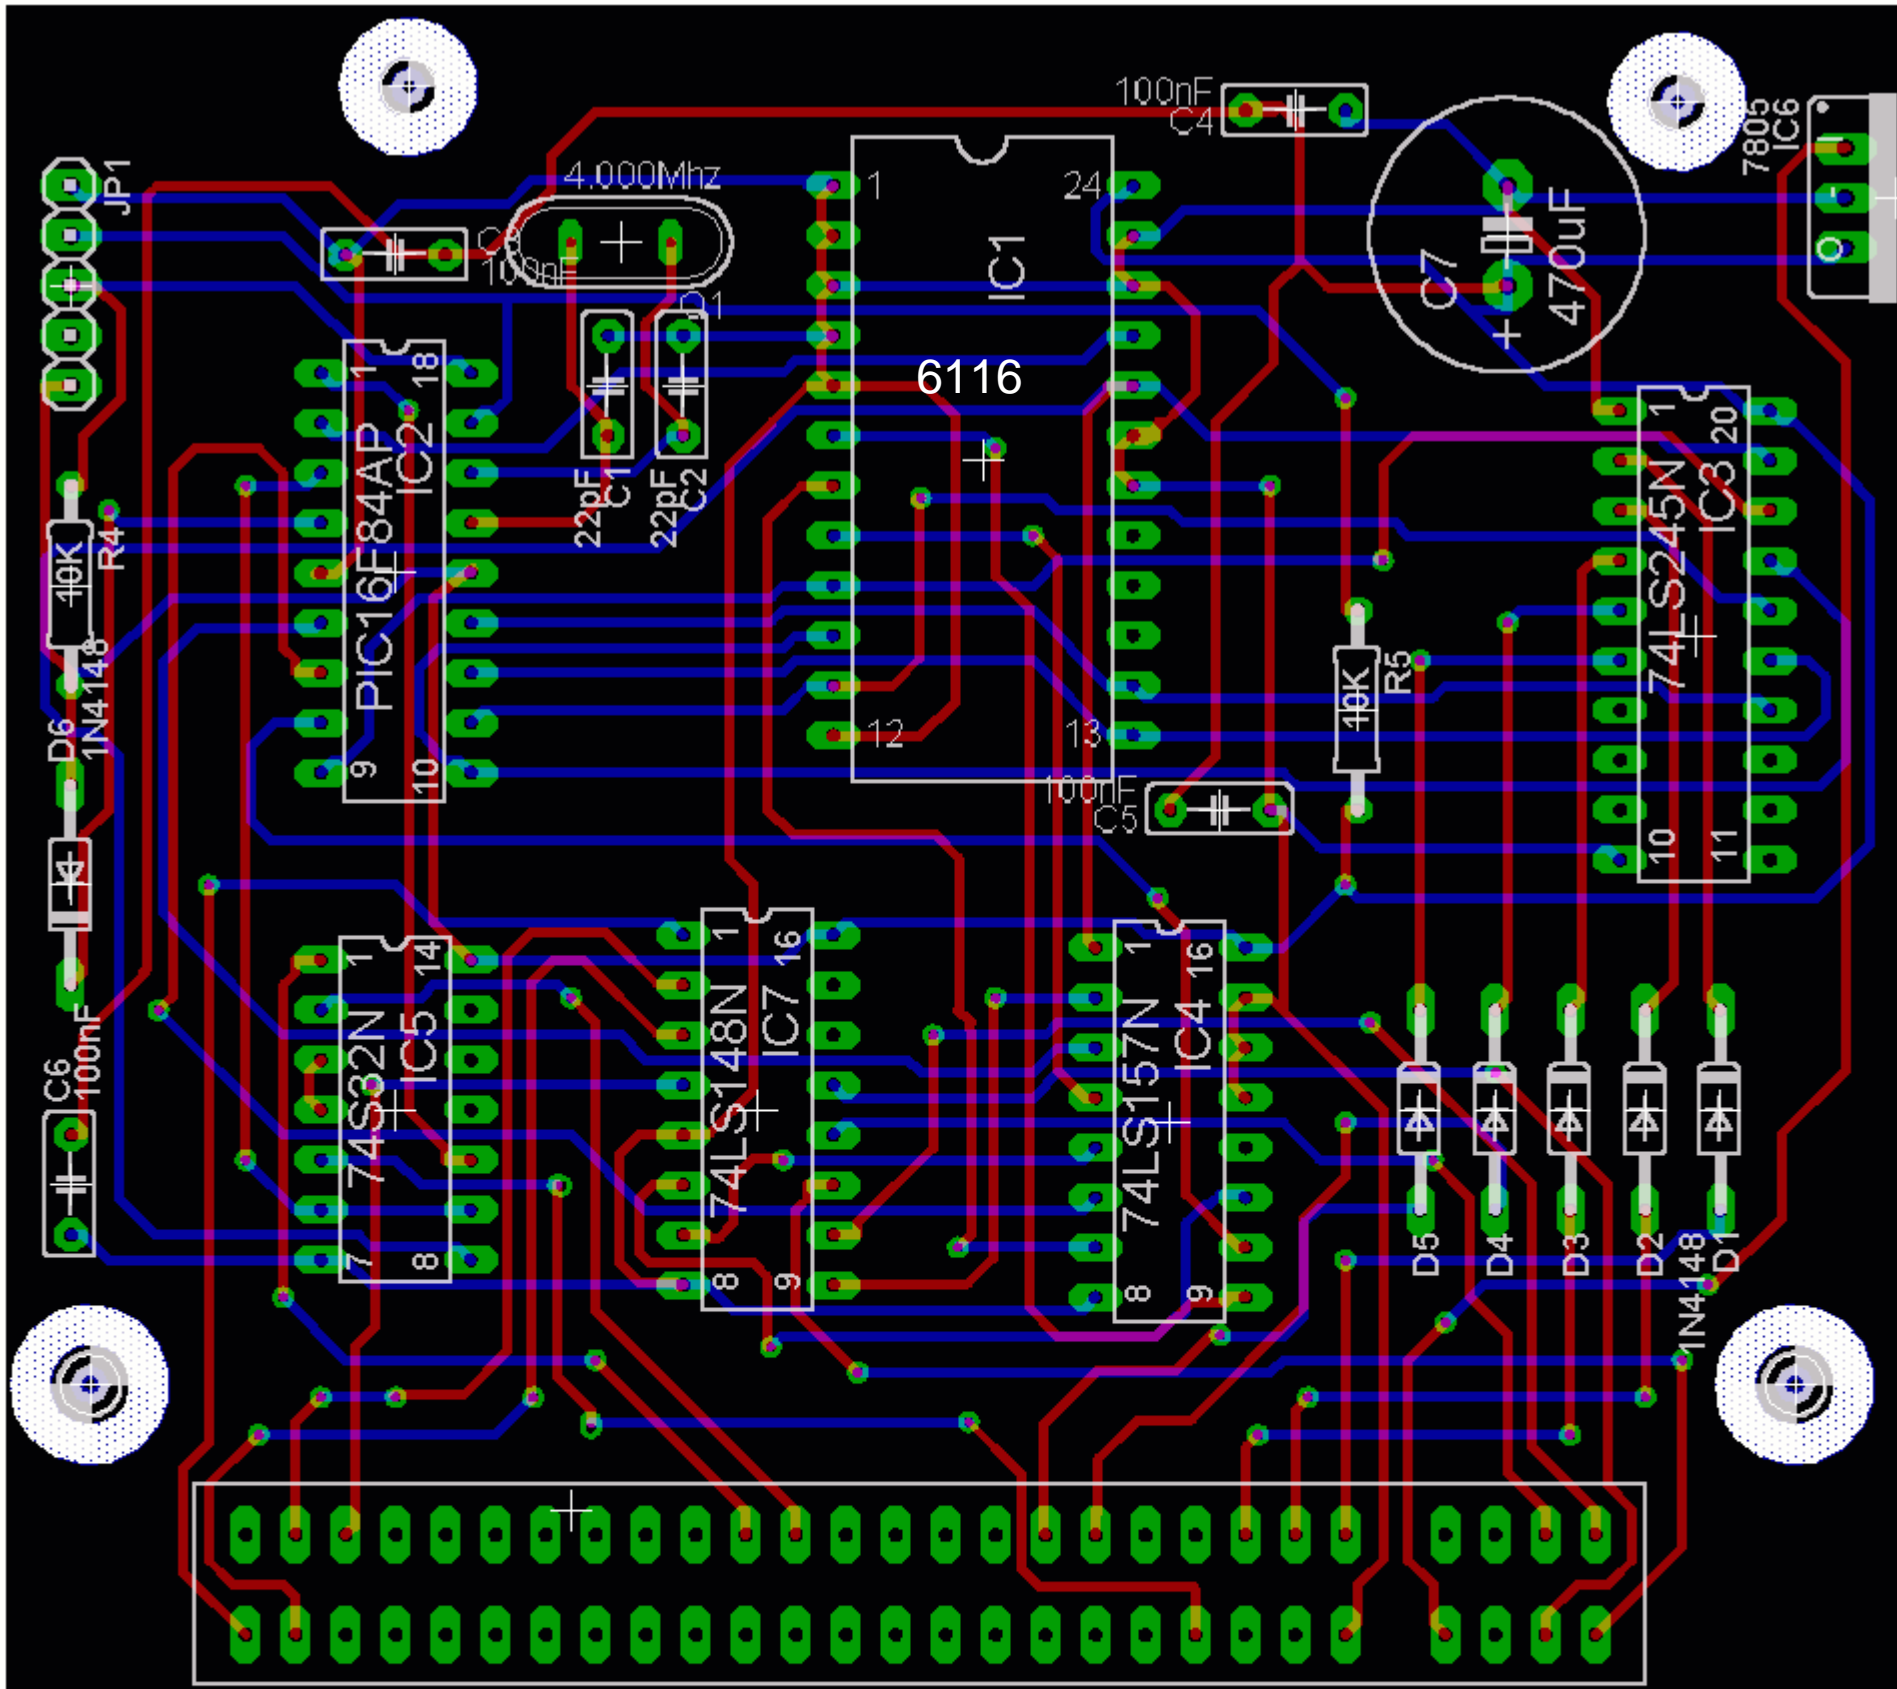 100nF
C4
7805
IC6
JP1
4.000Mhz
1
24
C3
100nF
Q1
IC1
C7
470uF
+
6116
1
18
PIC16F84AP
IC2
9
10
22pF
C1
22pF
C2
1
20
74LS245N
IC3
10
11
10K
R4
10K
R5
12
13
D6
1N4148
100nF
C5
1
14
74S32N
IC5
7
8
1
16
74LS148N
IC7
8
9
1
16
74LS157N
IC4
8
9
C6
100nF
D5
D4
D3
D2
D1
1N4148